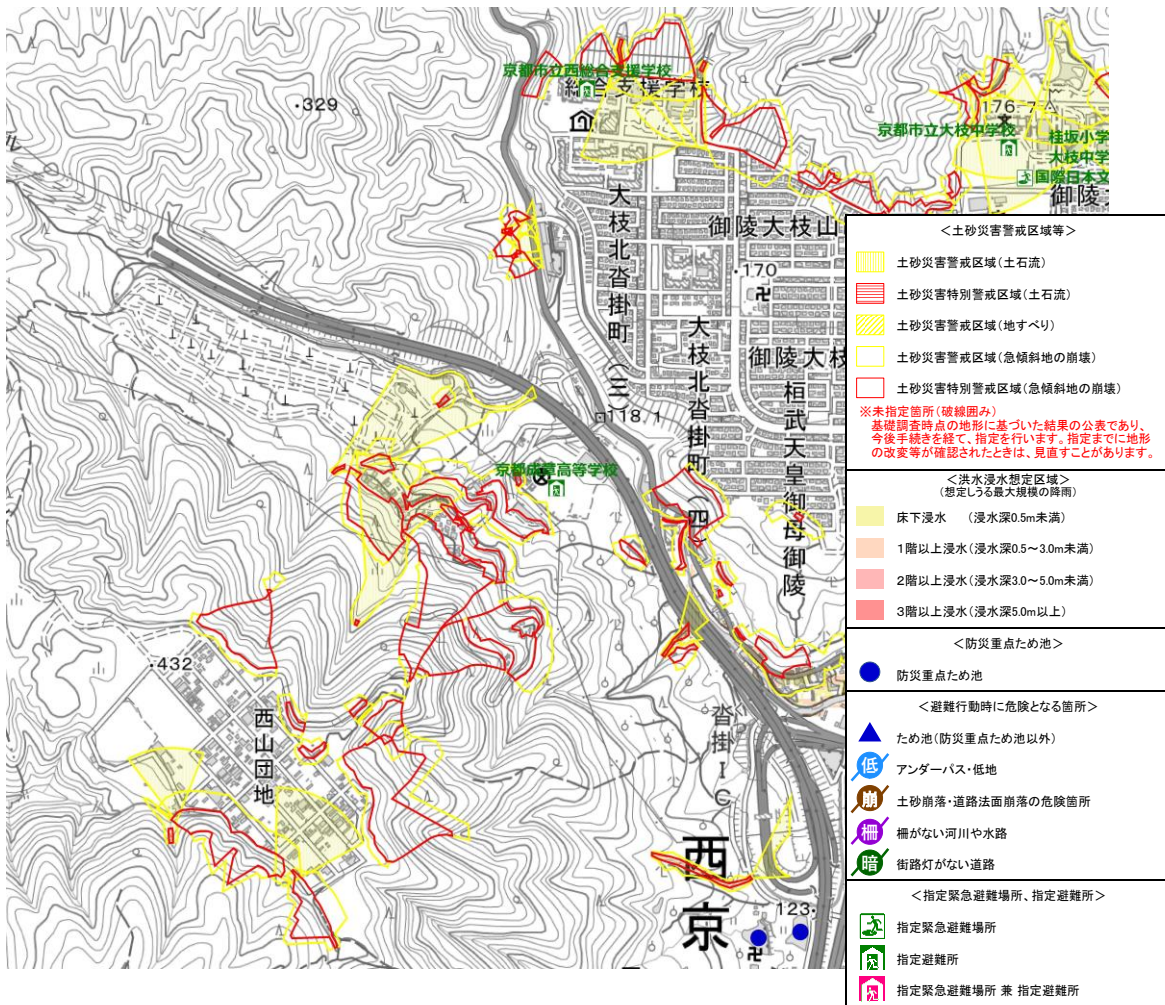 京都市立西総合支援学校
総合支援学校
・329
176.7
京都市立大枝中学校
桂坂小学
大枝中学
国際日本文
御陵大
大枝北沓掛町(三)
御陵大枝山
・170
大枝北沓掛町(四)
御陵大枝
桓武天皇御母御陵
118.1
京都成章高等学校
・432
西山団地
沓掛IC
西京
123・
＜土砂災害警戒区域等＞
土砂災害警戒区域(土石流)
土砂災害特別警戒区域(土石流)
土砂災害警戒区域(地すべり)
土砂災害警戒区域(急傾斜地の崩壊)
土砂災害特別警戒区域(急傾斜地の崩壊)
※未指定箇所(破線囲み)
基礎調査時点の地形に基づいた結果の公表であり、
今後手続きを経て、指定を行います。指定までに地形
の改変等が確認されたときは、見直すことがあります。
＜洪水浸水想定区域＞
(想定しうる最大規模の降雨)
床下浸水　(浸水深0.5m未満)
1階以上浸水(浸水深0.5～3.0m未満)
2階以上浸水(浸水深3.0～5.0m未満)
3階以上浸水(浸水深5.0m以上)
＜防災重点ため池＞
防災重点ため池
＜避難行動時に危険となる箇所＞
ため池(防災重点ため池以外)
低 アンダーパス・低地
崩 土砂崩落・道路法面崩落の危険箇所
柵 柵がない河川や水路
暗 街路灯がない道路
＜指定緊急避難場所、指定避難所＞
指定緊急避難場所
指定避難所
指定緊急避難場所 兼 指定避難所